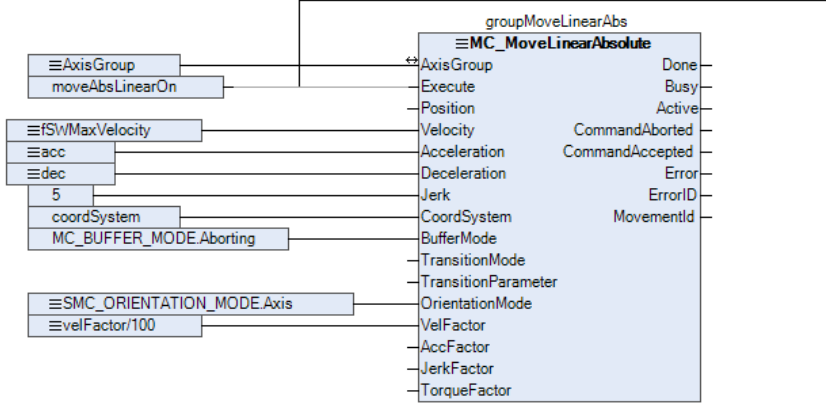 groupMoveLinearAbs
≡MC_MoveLinearAbsolute
≡AxisGroup AxisGroup Done
moveAbsLinearOn Execute Busy
Position Active
≡fSWMaxVelocity Velocity CommandAborted
≡acc Acceleration CommandAccepted
≡dec Deceleration Error
5 Jerk ErrorID
coordSystem CoordSystem MovementId
MC_BUFFER_MODE.Aborting BufferMode
TransitionMode
TransitionParameter
≡SMC_ORIENTATION_MODE.Axis OrientationMode
≡velFactor/100 VelFactor
AccFactor
JerkFactor
TorqueFactor